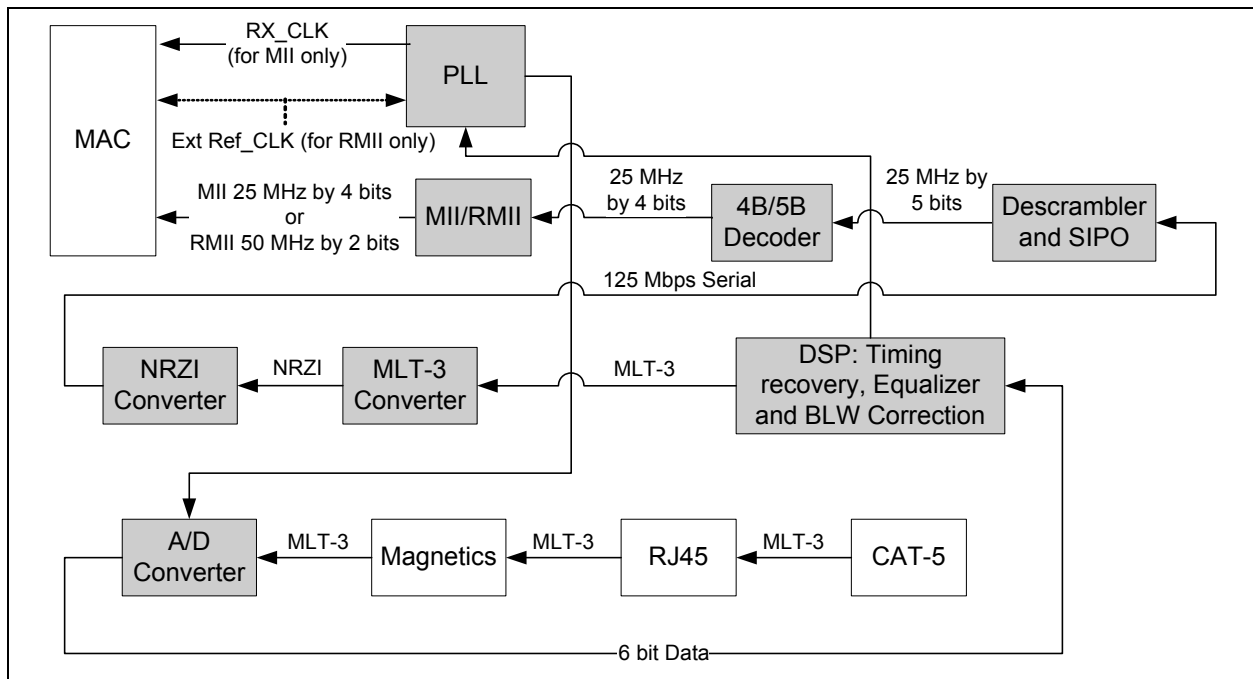 RX_CLK
(for MII only)
PLL
MAC
Ext Ref_CLK (for RMII only)
MII 25 MHz by 4 bits
or
RMII 50 MHz by 2 bits
MII/RMII
25 MHz
by 4 bits
4B/5B
Decoder
25 MHz by
5 bits
Descrambler
and SIPO
125 Mbps Serial
NRZI
Converter
NRZI
MLT-3
Converter
MLT-3
DSP: Timing
recovery, Equalizer
and BLW Correction
A/D
Converter
MLT-3
Magnetics
MLT-3
RJ45
MLT-3
CAT-5
6 bit Data